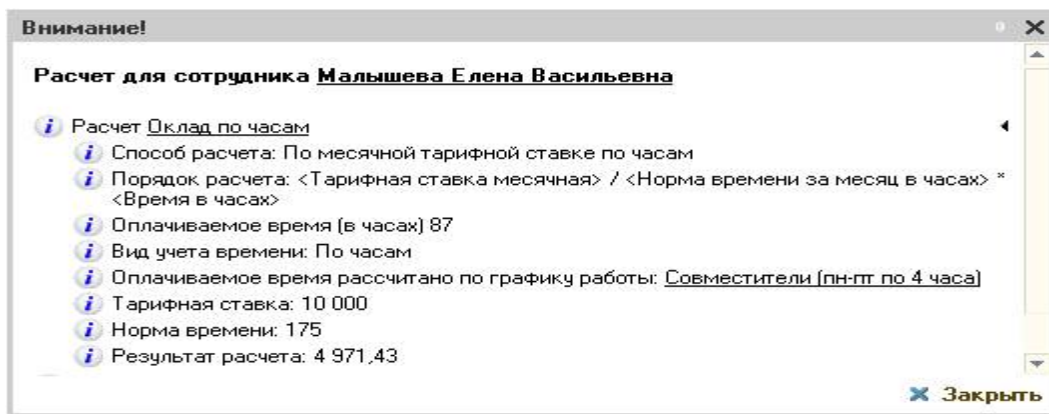 Внимание!
Расчет для сотрудника Малышева Елена Васильевна
Расчет Оклад по часам
Способ расчета: По месячной тарифной ставке по часам
Порядок расчета: <Тарифная ставка месячная> / <Норма времени за месяц в часах> *
<Время в часах>
Оплачиваемое время (в часах) 87
Вид учета времени: По часам
Оплачиваемое время рассчитано по графику работы: Совместители (пн-пт по 4 часа)
Тарифная ставка: 10 000
Норма времени: 175
Результат расчета: 4 971,43
Закрыть